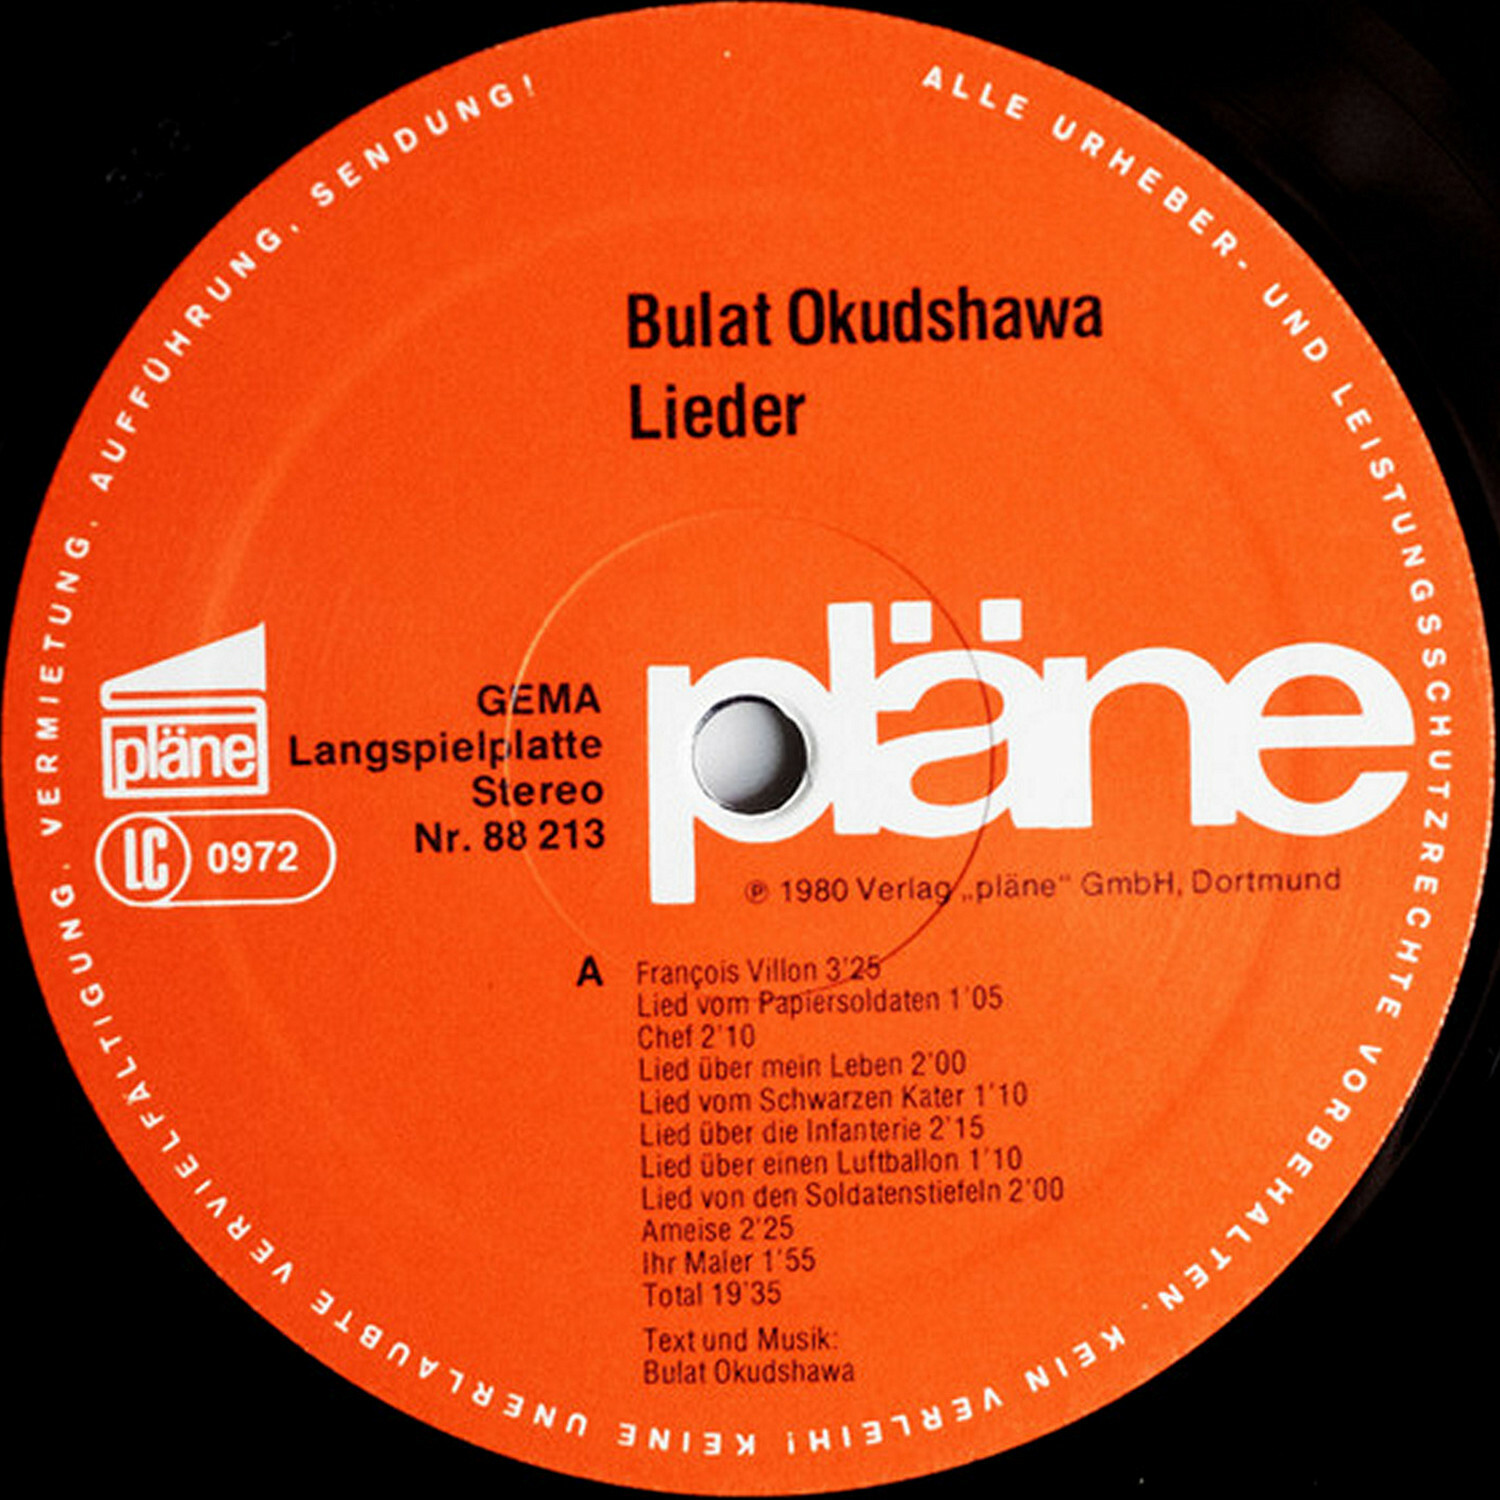 ALLE URHEBER- UND LEISTUNGSSCHUTZRECHTE VORBEHALTEN. KEIN VERLEIH! KEINE UNERLAUBTE VERVIELFÄLTIGUNG, VERMIETUNG, AUFFÜHRUNG, SENDUNG!
Bulat Okudshawa
Lieder
pläne
LC 0972
GEMA
Langspielplatte
Stereo
Nr. 88 213
pläne
℗ 1980 Verlag „pläne“ GmbH, Dortmund
A
François Villon 3'25
Lied vom Papiersoldaten 1'05
Chef 2'10
Lied über mein Leben 2'00
Lied vom Schwarzen Kater 1'10
Lied über die Infanterie 2'15
Lied über einen Luftballon 1'10
Lied von den Soldatenstiefeln 2'00
Ameise 2'25
Ihr Maler 1'55
Total 19'35
Text und Musik:
Bulat Okudshawa